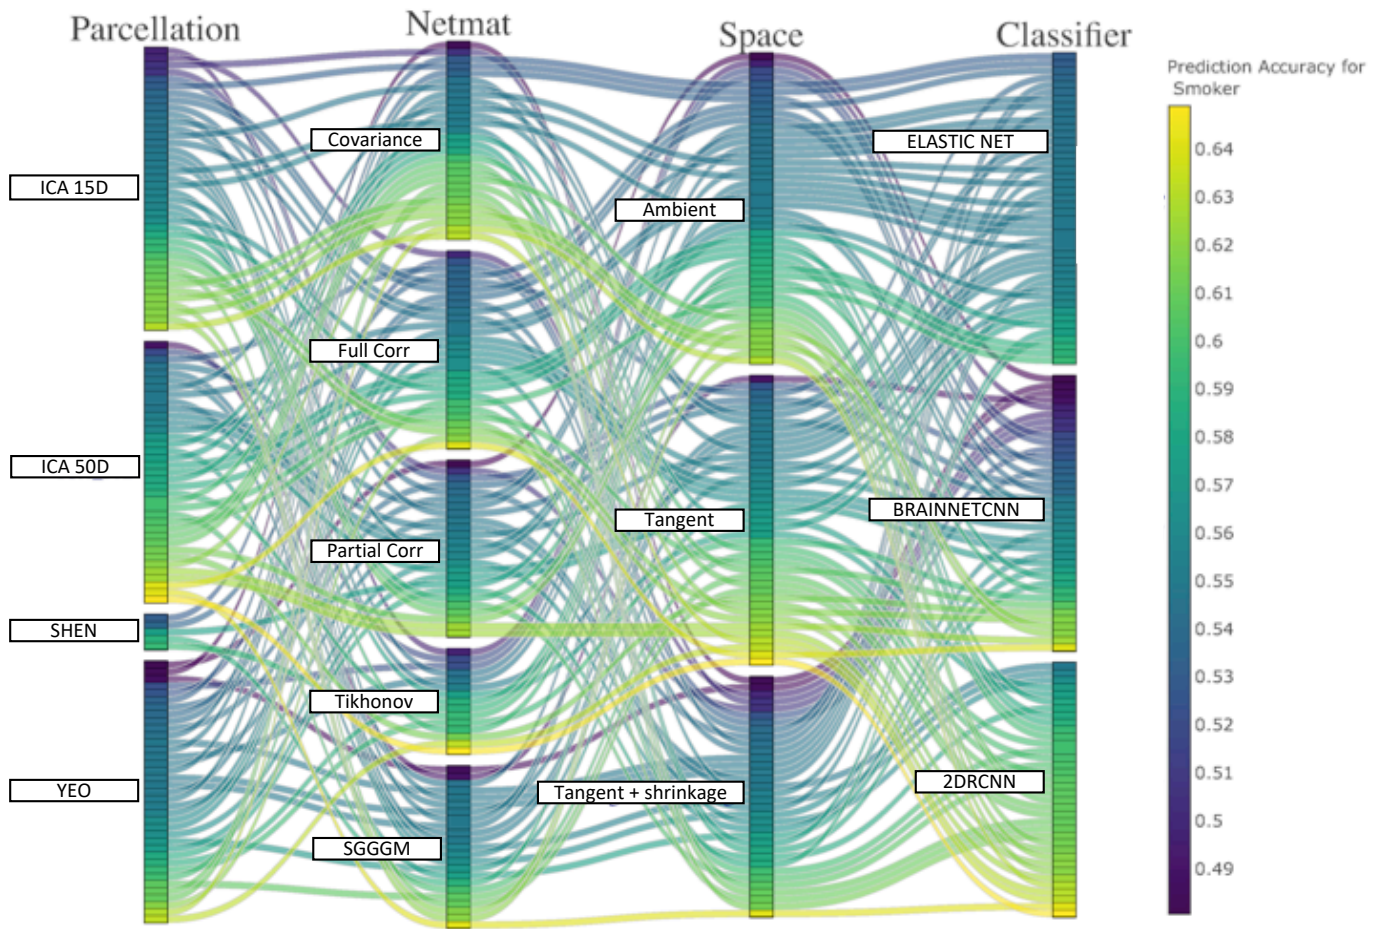 Parcellation
Netmat
Space
Classifier
Prediction Accuracy for
Smoker
ICA 15D
ICA 50D
SHEN
YEO
Covariance
Full Corr
Partial Corr
Tikhonov
SGGGM
Ambient
Tangent
Tangent + shrinkage
ELASTIC NET
BRAINNETCNN
2DRCNN
0.64
0.63
0.62
0.61
0.6
0.59
0.58
0.57
0.56
0.55
0.54
0.53
0.52
0.51
0.5
0.49